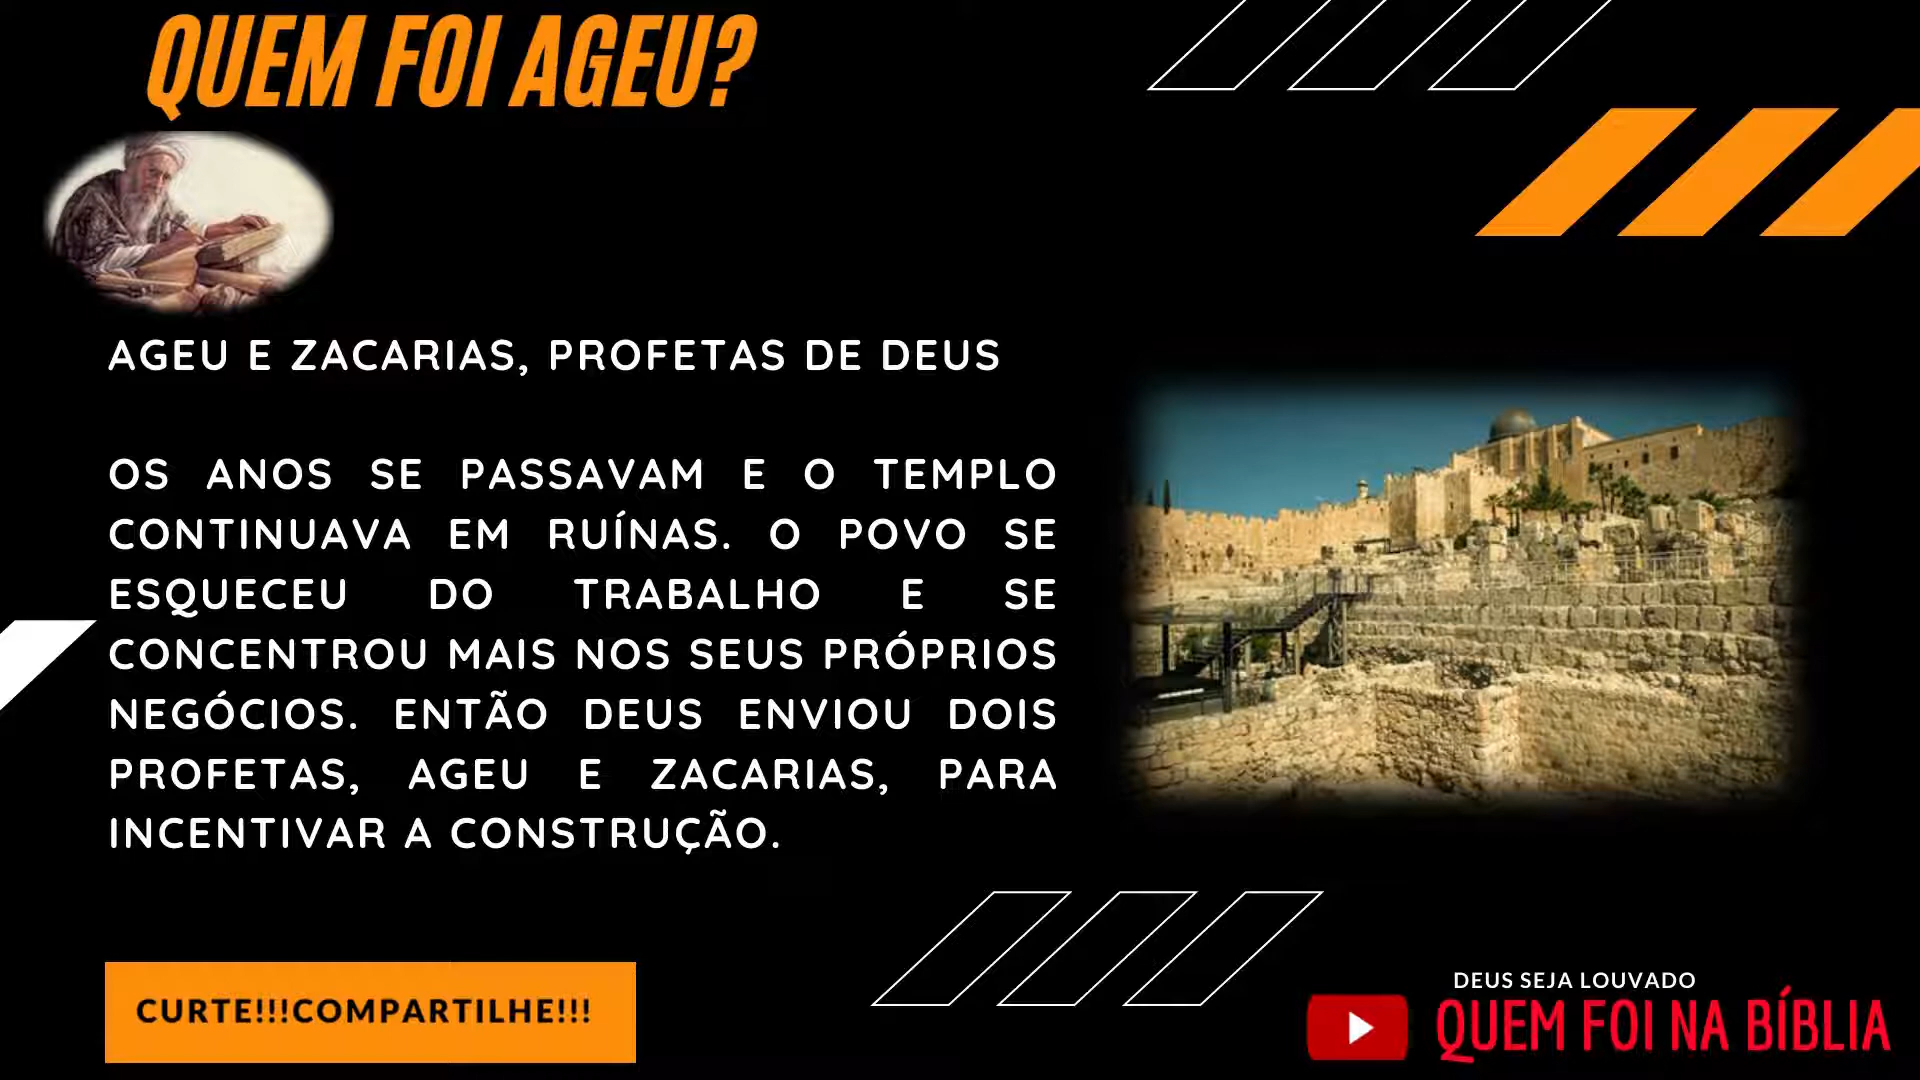 QUEM FOI AGEU?
AGEU E ZACARIAS, PROFETAS DE DEUS
OS ANOS SE PASSAVAM E O TEMPLO
CONTINUAVA EM RUÍNAS. O POVO SE
ESQUECEU DO TRABALHO E SE
CONCENTROU MAIS NOS SEUS PRÓPRIOS
NEGÓCIOS. ENTÃO DEUS ENVIOU DOIS
PROFETAS, AGEU E ZACARIAS, PARA
INCENTIVAR A CONSTRUÇÃO.
CURTE!!!COMPARTILHE!!!
DEUS SEJA LOUVADO
QUEM FOI NA BÍBLIA